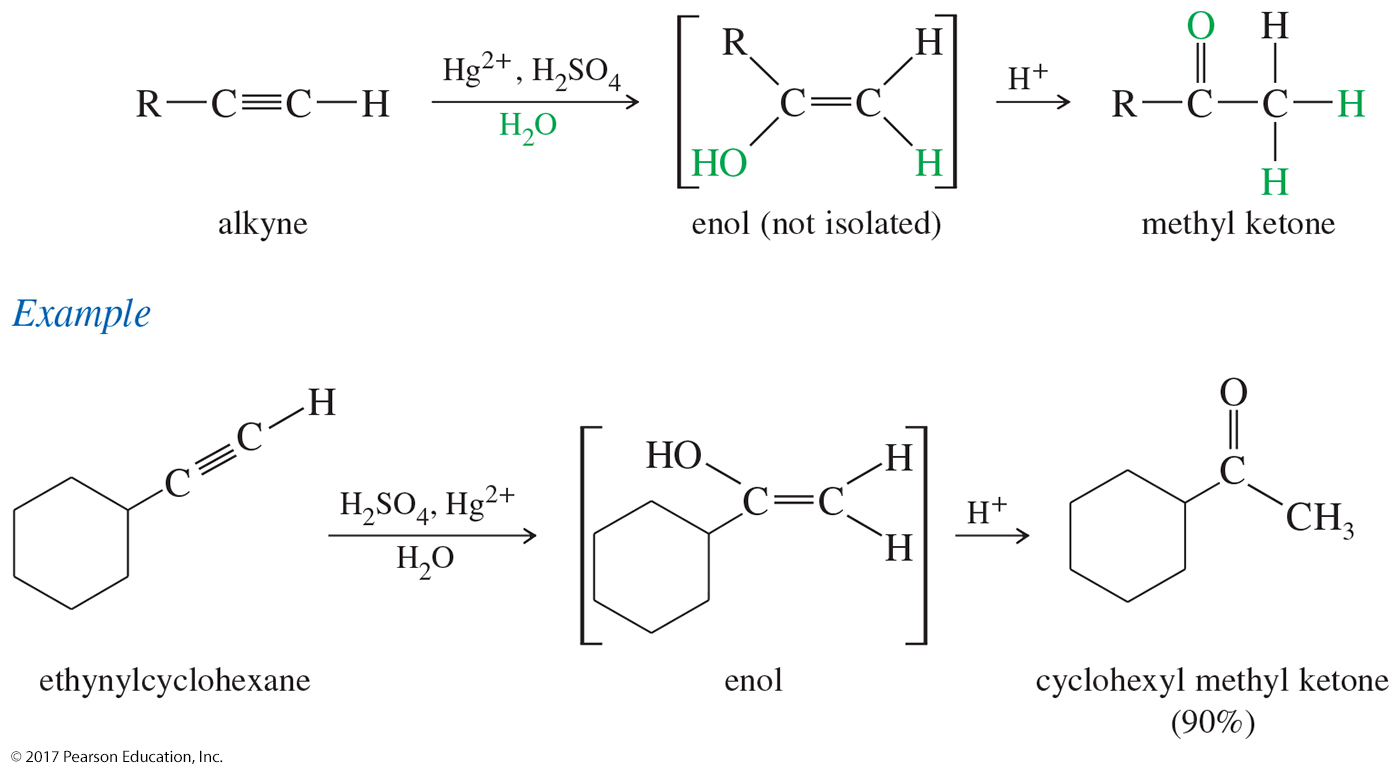 R—C≡C—H
Hg²⁺, H₂SO₄
H₂O
R H
C=C
HO H
H⁺
O H
R—C—C—H
H
alkyne
enol (not isolated)
methyl ketone
Example
H
C≡C
H₂SO₄, Hg²⁺
H₂O
HO H
C=C
H
H⁺
O
C
CH₃
ethynylcyclohexane
enol
cyclohexyl methyl ketone
(90%)
© 2017 Pearson Education, Inc.